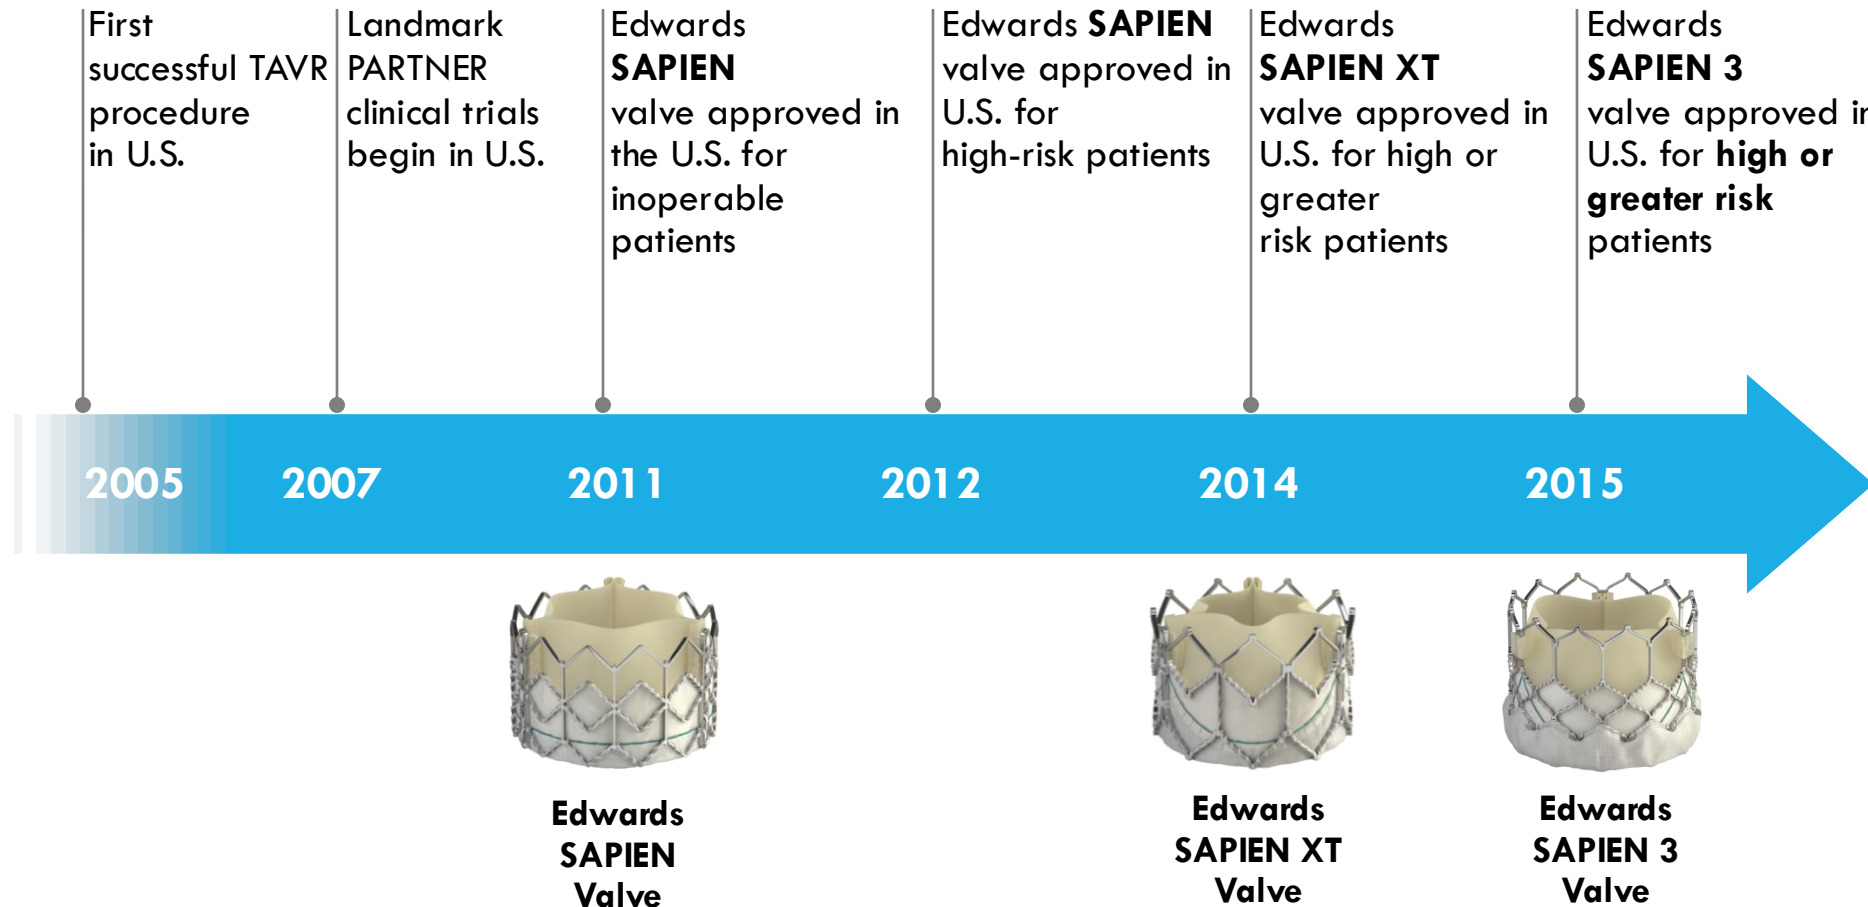 First
successful TAVR
procedure
in U.S.
Landmark
PARTNER
clinical trials
begin in U.S.
Edwards
SAPIEN
valve approved in
the U.S. for
inoperable
patients
Edwards SAPIEN
valve approved in
U.S. for
high-risk patients
Edwards
SAPIEN XT
valve approved in
U.S. for high or
greater
risk patients
Edwards
SAPIEN 3
valve approved in
U.S. for high or
greater risk
patients
2005
2007
2011
2012
2014
2015
Edwards
SAPIEN
Valve
Edwards
SAPIEN XT
Valve
Edwards
SAPIEN 3
Valve